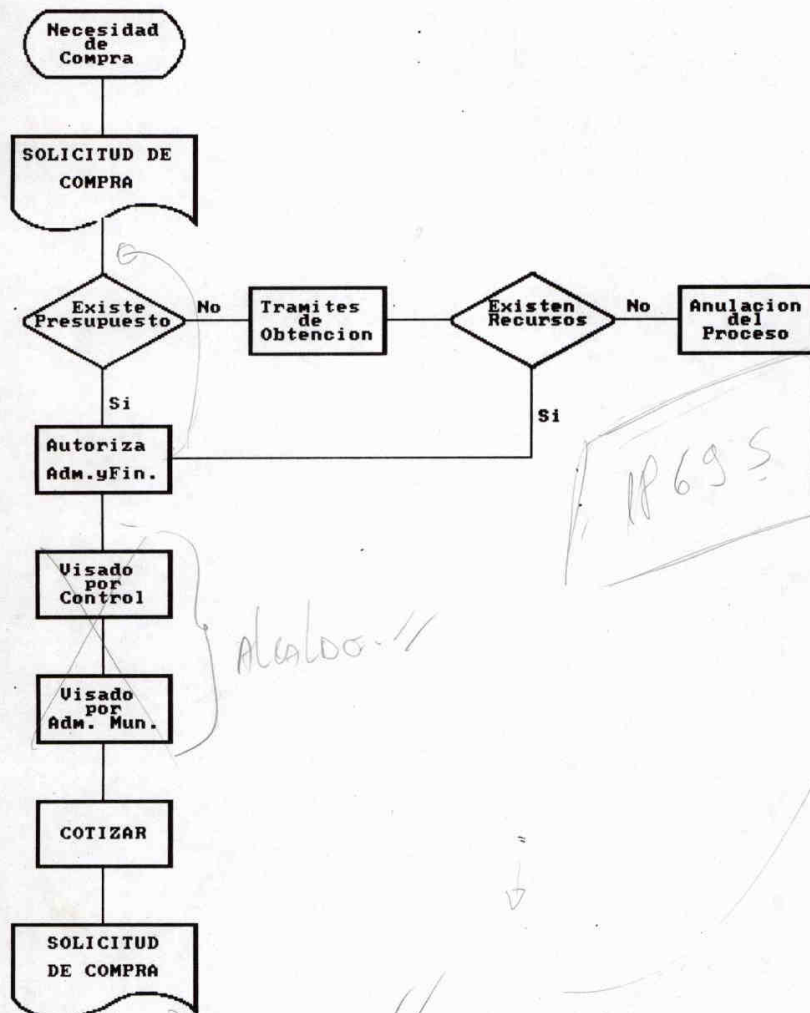 Necesidad
de
Compra
SOLICITUD DE
COMPRA
Existe
Presupuesto
No
Tramites
de
Obtencion
Existen
Recursos
No
Anulacion
del
Proceso
Si
Si
Autoriza
Adm.yFin.
Visado
por
Control
Visado
por
Adm. Mun.
COTIZAR
SOLICITUD
DE COMPRA